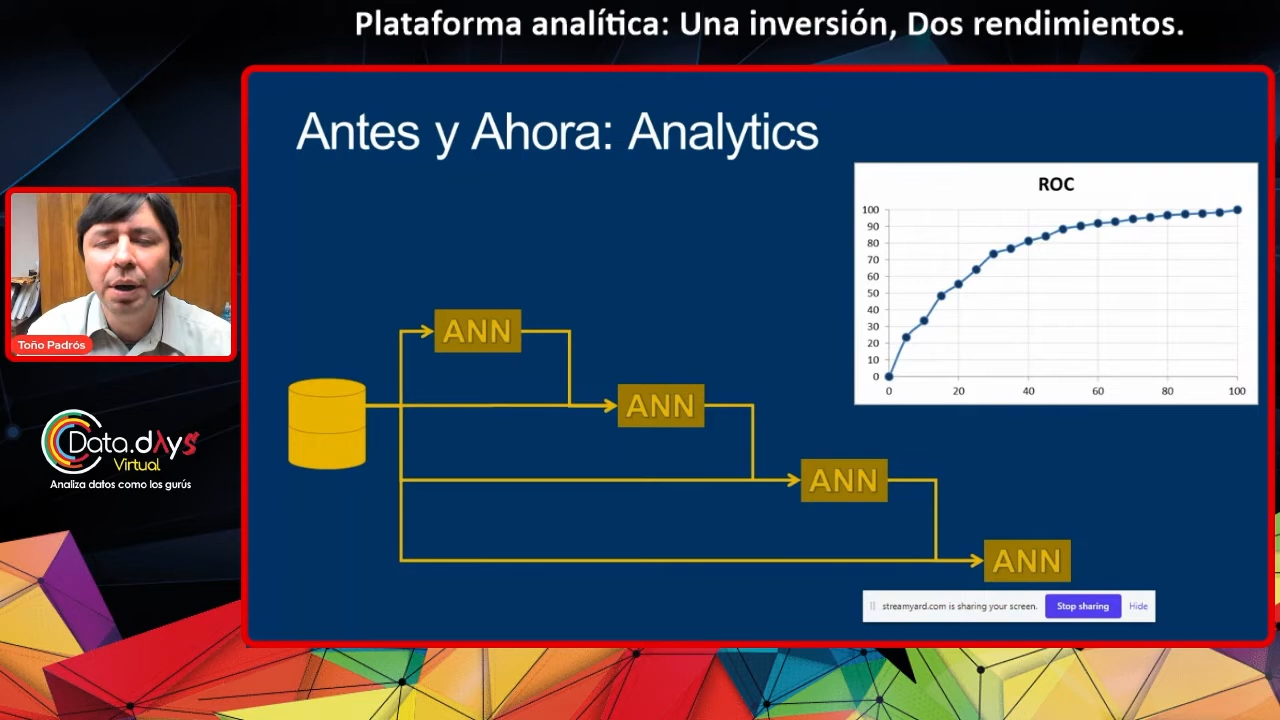 Plataforma analítica: Una inversión, Dos rendimientos.
Antes y Ahora: Analytics
ROC
100
90
80
70
60
50
40
30
20
10
0
0 20 40 60 80 100
Toño Padrós
ANN
ANN
ANN
ANN
Data.dAys
Virtual
Analiza datos como los gurús
streamyard.com is sharing your screen. Stop sharing Hide